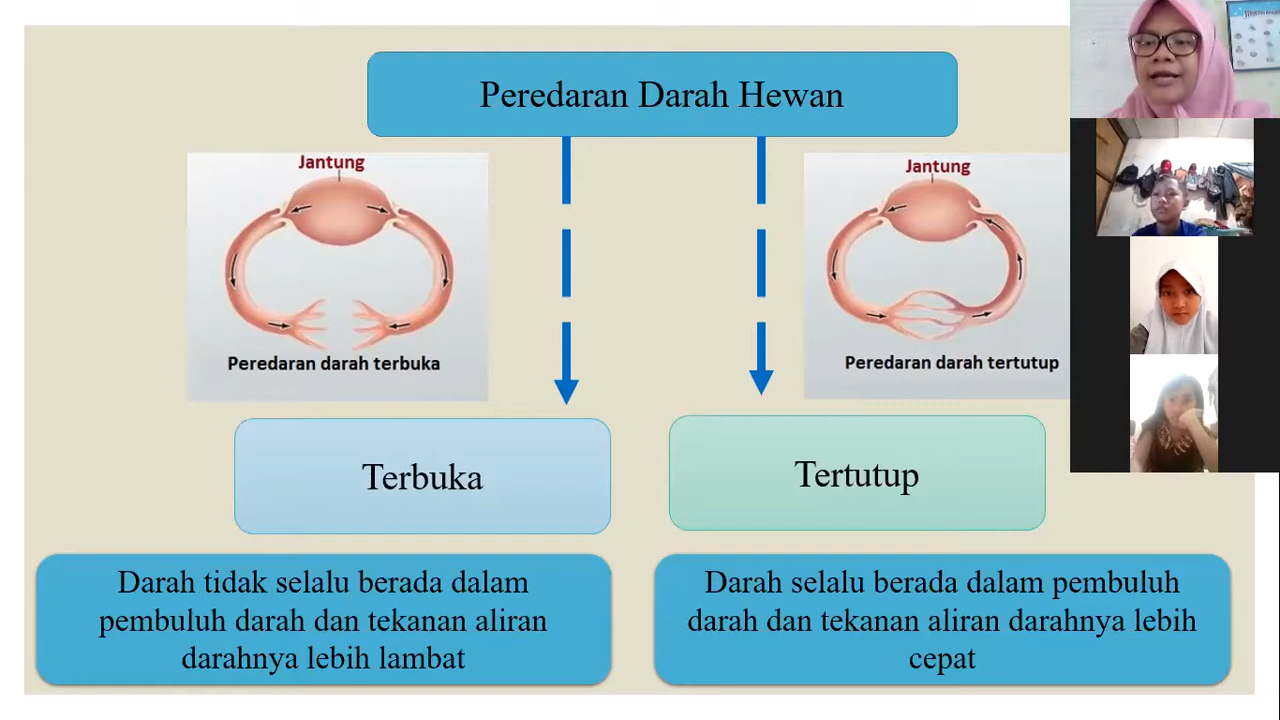 Peredaran Darah Hewan
Jantung
Peredaran darah terbuka
Jantung
Peredaran darah tertutup
Terbuka
Tertutup
Darah tidak selalu berada dalam
pembuluh darah dan tekanan aliran
darahnya lebih lambat
Darah selalu berada dalam pembuluh
darah dan tekanan aliran darahnya lebih
cepat